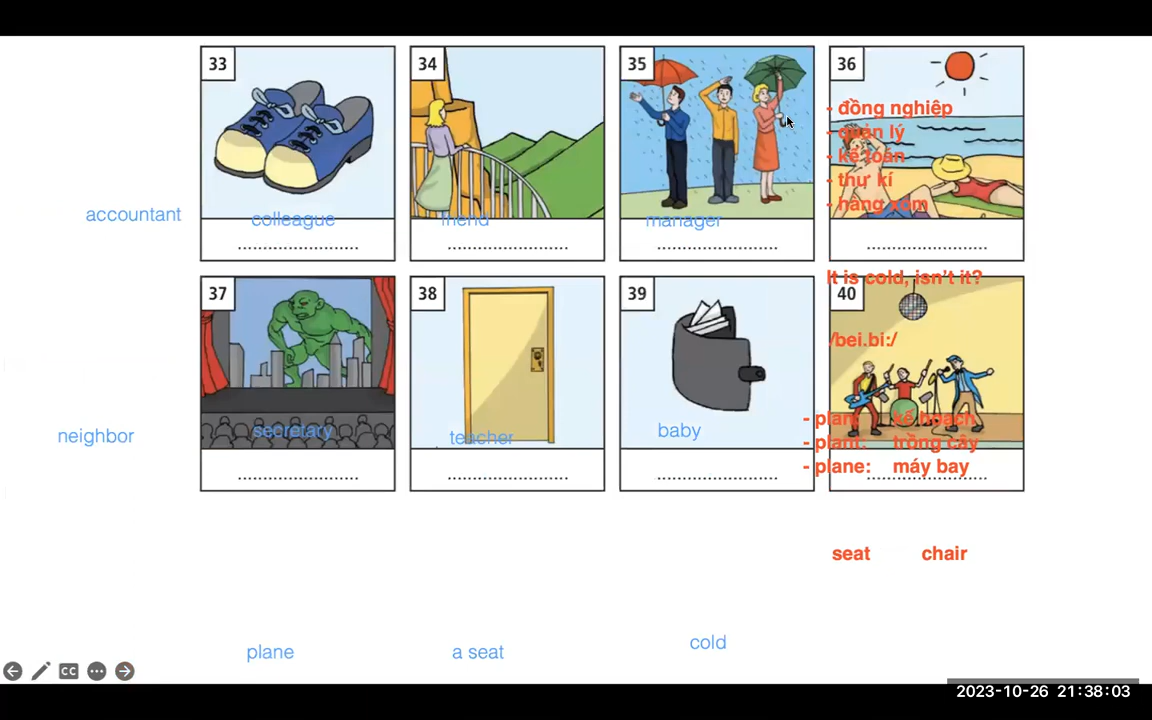 33
34
35
36
- đồng nghiệp
- quản lý
- kế toán
- thư kí
- hàng xóm
accountant
colleague
friend
manager
It is cold, isn't it?
37
38
39
40
/bei.bi:/
- plan: kế hoạch
- plant: trồng cây
- plane: máy bay
neighbor
secretary
teacher
baby
seat chair
plane
a seat
cold
CC
2023-10-26 21:38:03